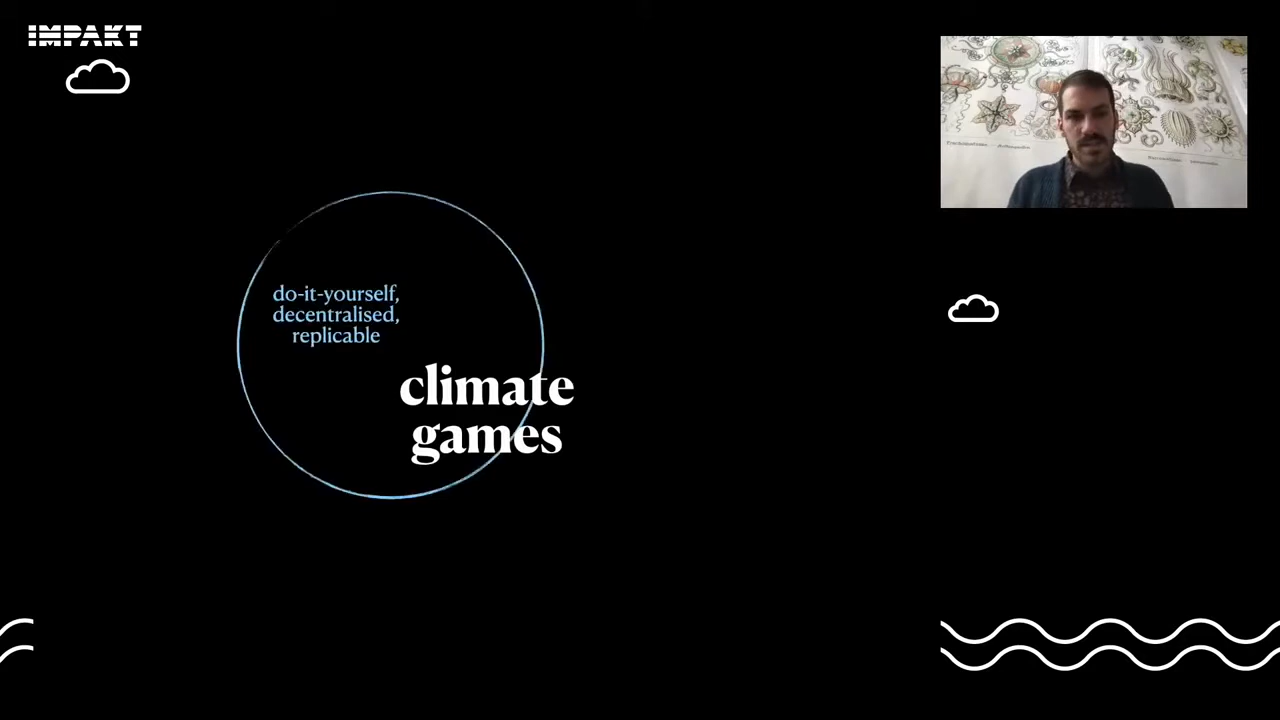 IMPAKT
do-it-yourself,
decentralised,
replicable
climate
games